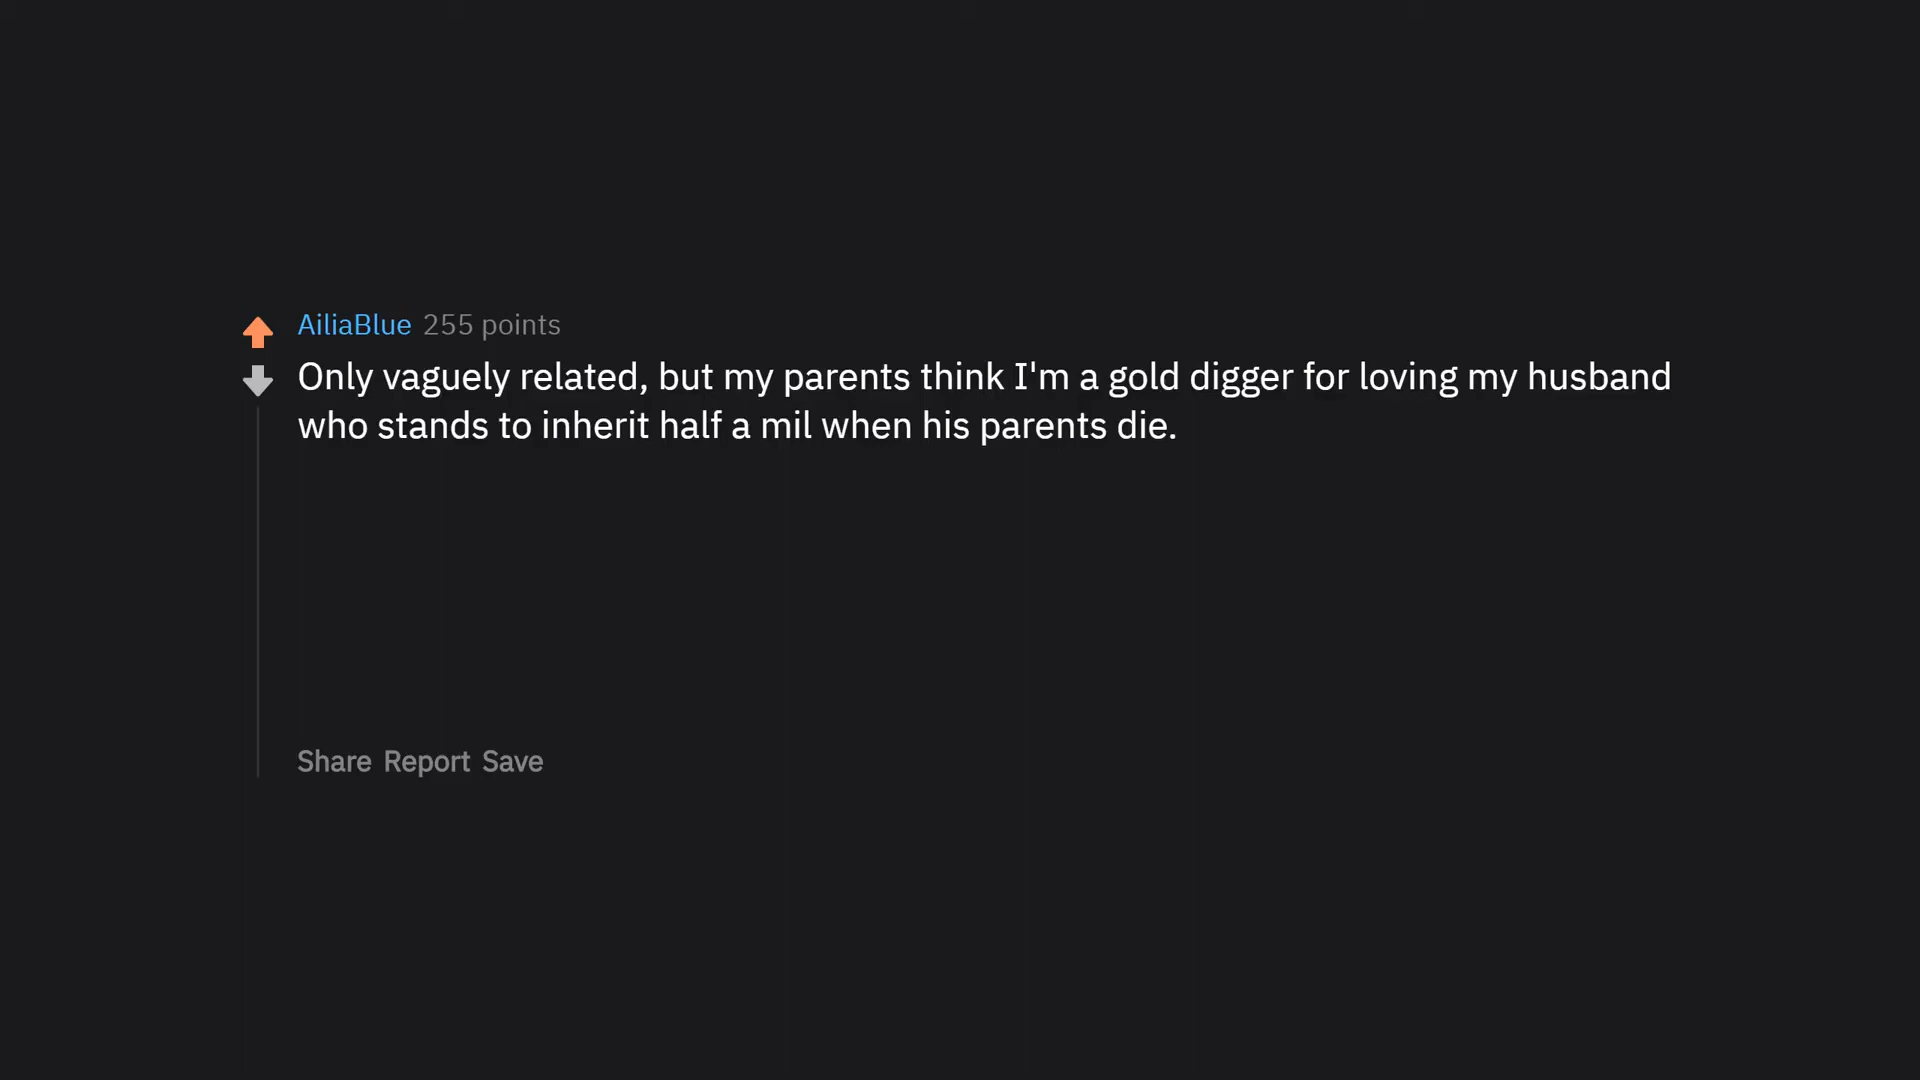 AiliaBlue 255 points
Only vaguely related, but my parents think I'm a gold digger for loving my husband
who stands to inherit half a mil when his parents die.
Share Report Save